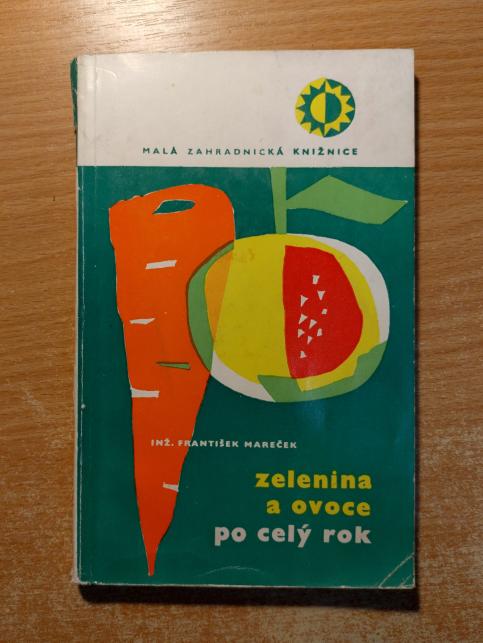 MALÁ ZAHRADNICKÁ KNIŽNICE
INŽ. FRANTIŠEK MAREČEK
zelenina
a ovoce
po celý rok